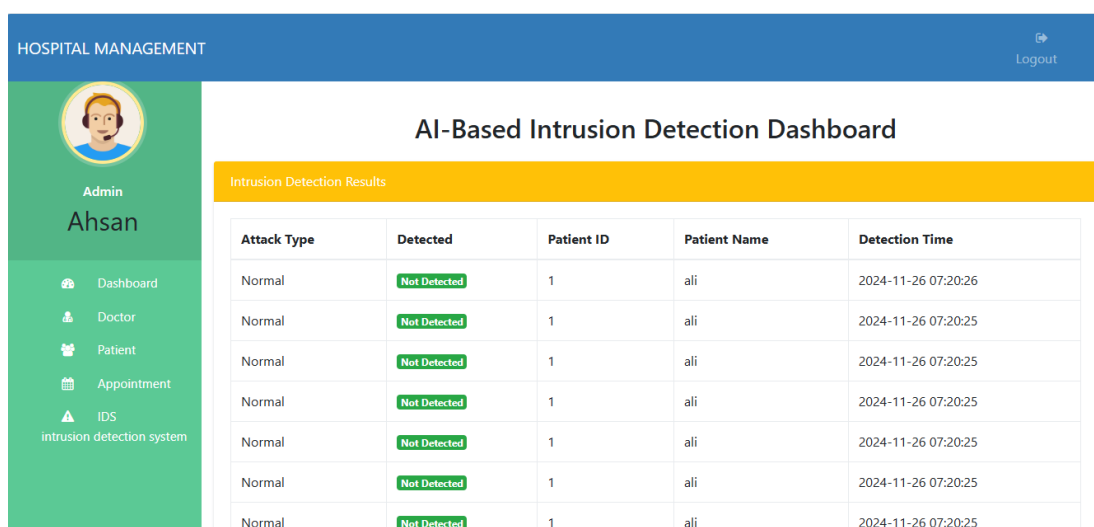 HOSPITAL MANAGEMENT
Logout
Admin
Ahsan
Dashboard
Doctor
Patient
Appointment
IDS
intrusion detection system
AI-Based Intrusion Detection Dashboard
Intrusion Detection Results
Attack Type Detected Patient ID Patient Name Detection Time
Normal Not Detected 1 ali 2024-11-26 07:20:26
Normal Not Detected 1 ali 2024-11-26 07:20:25
Normal Not Detected 1 ali 2024-11-26 07:20:25
Normal Not Detected 1 ali 2024-11-26 07:20:25
Normal Not Detected 1 ali 2024-11-26 07:20:25
Normal Not Detected 1 ali 2024-11-26 07:20:25
Normal Not Detected 1 ali 2024-11-26 07:20:25